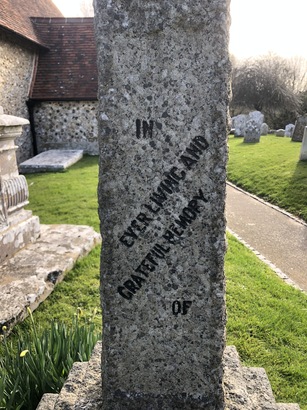 IN
EVER LIVING AND
GRATEFUL MEMORY.
OF